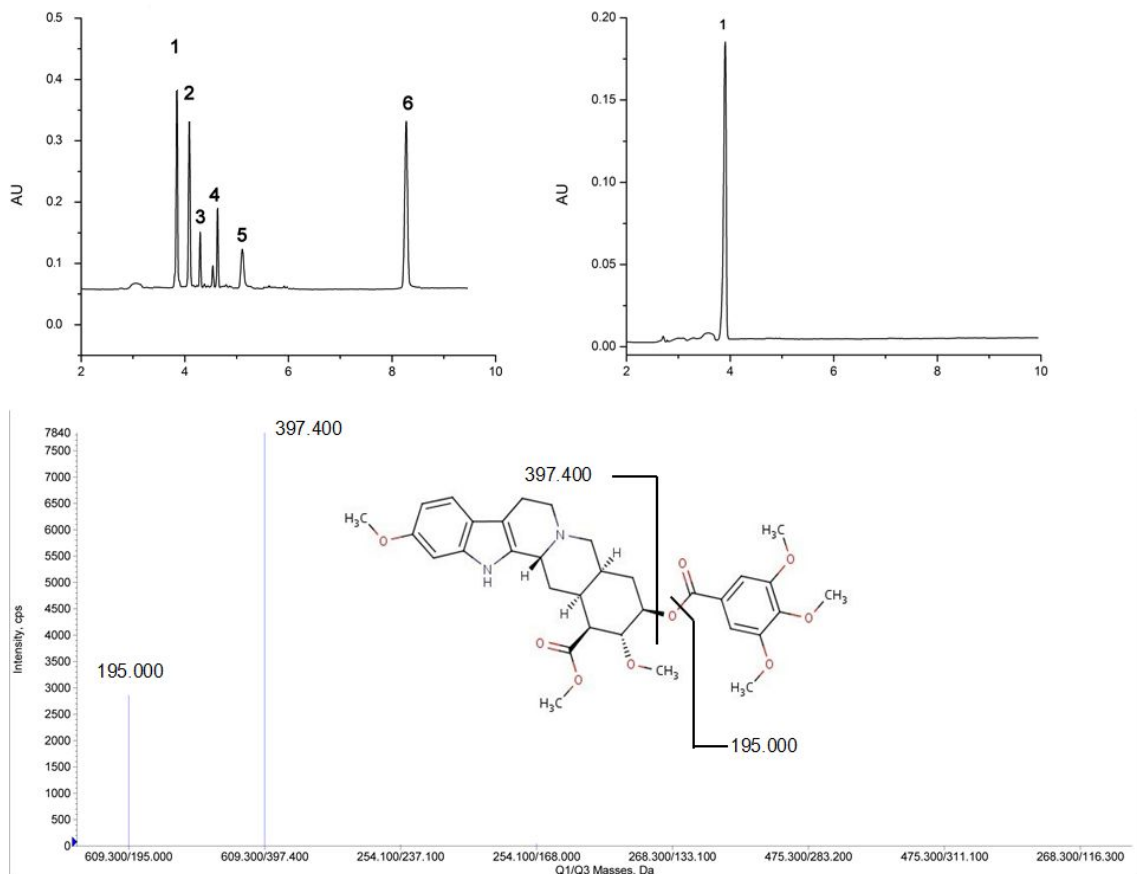 0.5
0.4
0.3
0.2
0.1
0.0
AU
1
2
3
4
5
6
2
4
6
8
10
0.20
0.15
0.10
0.05
0.00
AU
1
2
4
6
8
10
7840
7500
7000
6500
6000
5500
5000
4500
4000
3500
3000
2500
2000
1500
1000
500
0
Intensity, cps
397.400
195.000
397.400
195.000
H₃C
O
NH
N
H
H
H
O
O
H₃C
O
CH₃
O
O
H₃C
O
O
CH₃
O
H₃C
609.300/195.000 609.300/397.400 254.100/237.100 254.100/168.000 268.300/133.100 475.300/283.200 475.300/311.100 268.300/116.300
Q1/Q3 Masses, Da